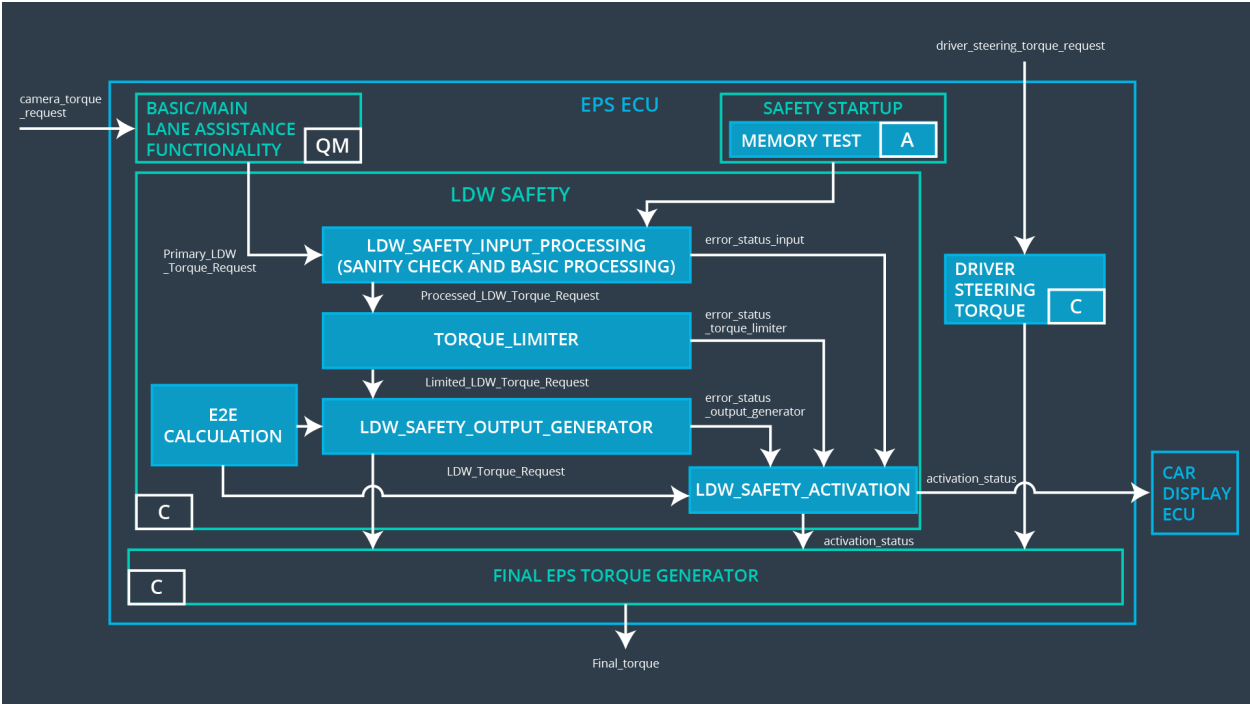 driver_steering_torque_request
camera_torque
_request
EPS ECU
BASIC/MAIN
LANE ASSISTANCE
FUNCTIONALITY
QM
SAFETY STARTUP
MEMORY TEST
A
LDW SAFETY
Primary_LDW
_Torque_Request
LDW_SAFETY_INPUT_PROCESSING
(SANITY CHECK AND BASIC PROCESSING)
error_status_input
DRIVER
STEERING
TORQUE
C
Processed_LDW_Torque_Request
TORQUE_LIMITER
error_status
_torque_limiter
Limited_LDW_Torque_Request
E2E
CALCULATION
LDW_SAFETY_OUTPUT_GENERATOR
error_status
_output_generator
LDW_Torque_Request
LDW_SAFETY_ACTIVATION
activation_status
CAR
DISPLAY
ECU
C
activation_status
FINAL EPS TORQUE GENERATOR
C
Final_torque